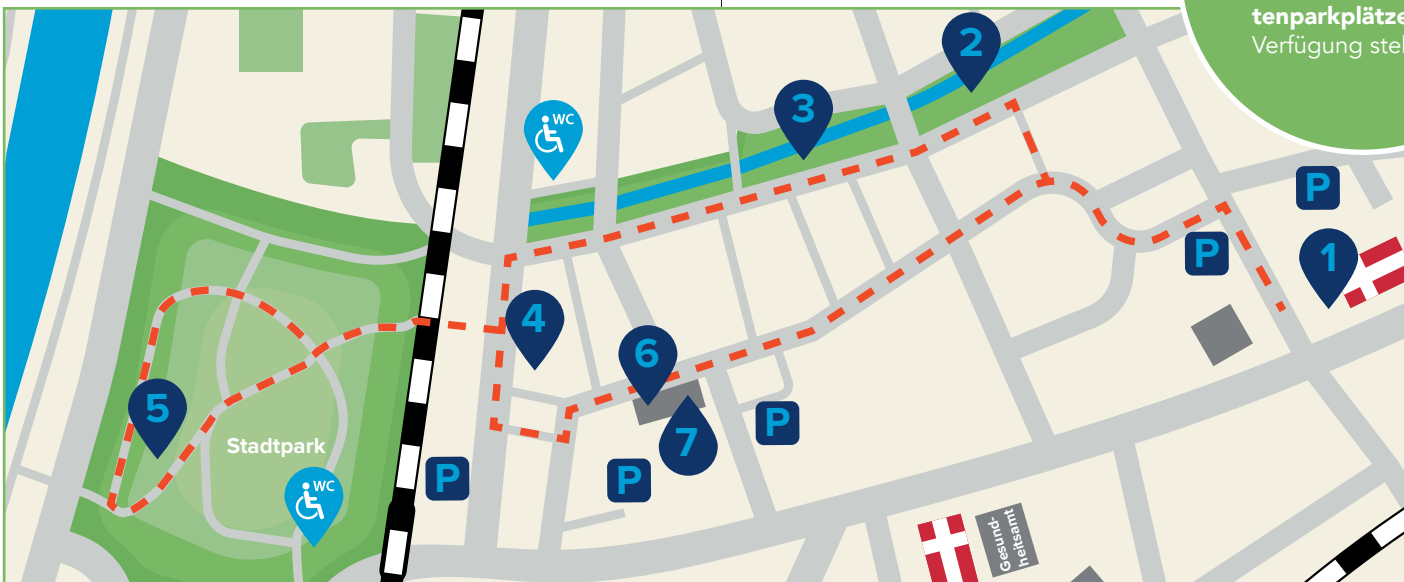 tenparkplätze
Verfügung stel
2
3
WC
P
1
P
4
6
5
7
P
Stadtpark
P
P
WC
Gesund-
heitsamt